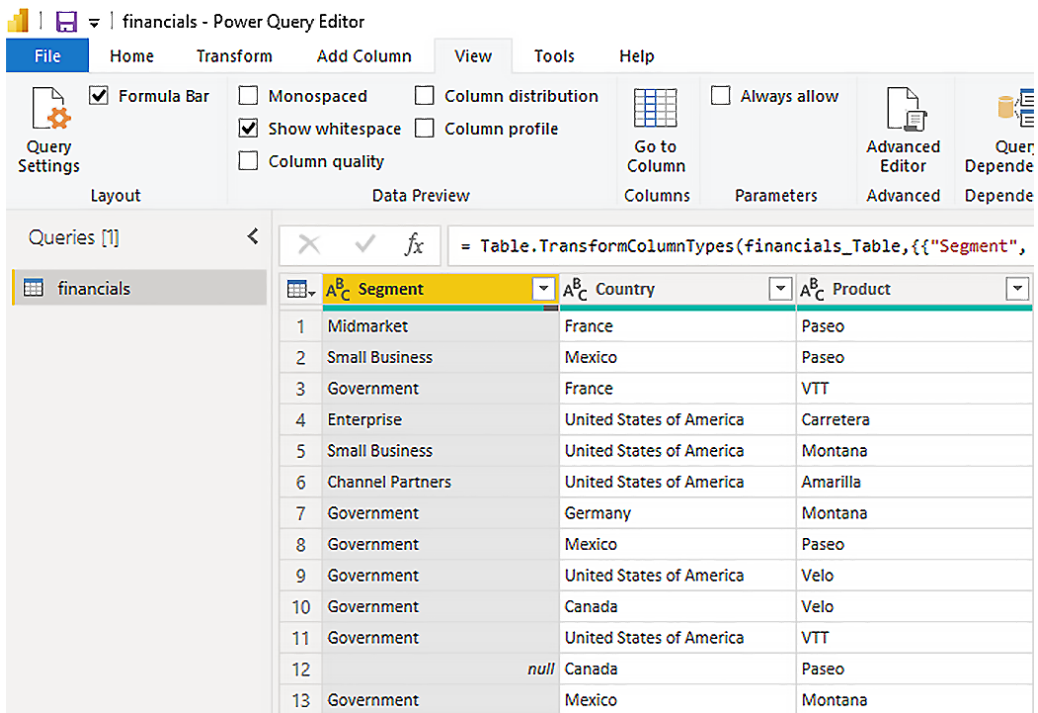 financials - Power Query Editor
File Home Transform Add Column View Tools Help
Formula Bar Monospaced Column distribution Always allow
Show whitespace Column profile
Query Settings Column quality Go to Column Advanced Editor
Layout Data Preview Columns Parameters Advanced
Queries [1] fx = Table.TransformColumnTypes(financials_Table,{{"Segment",
financials ABC Segment ABC Country ABC Product
1 Midmarket France Paseo
2 Small Business Mexico Paseo
3 Government France VTT
4 Enterprise United States of America Carretera
5 Small Business United States of America Montana
6 Channel Partners United States of America Amarilla
7 Government Germany Montana
8 Government Mexico Paseo
9 Government United States of America Velo
10 Government Canada Velo
11 Government United States of America VTT
12 null Canada Paseo
13 Government Mexico Montana